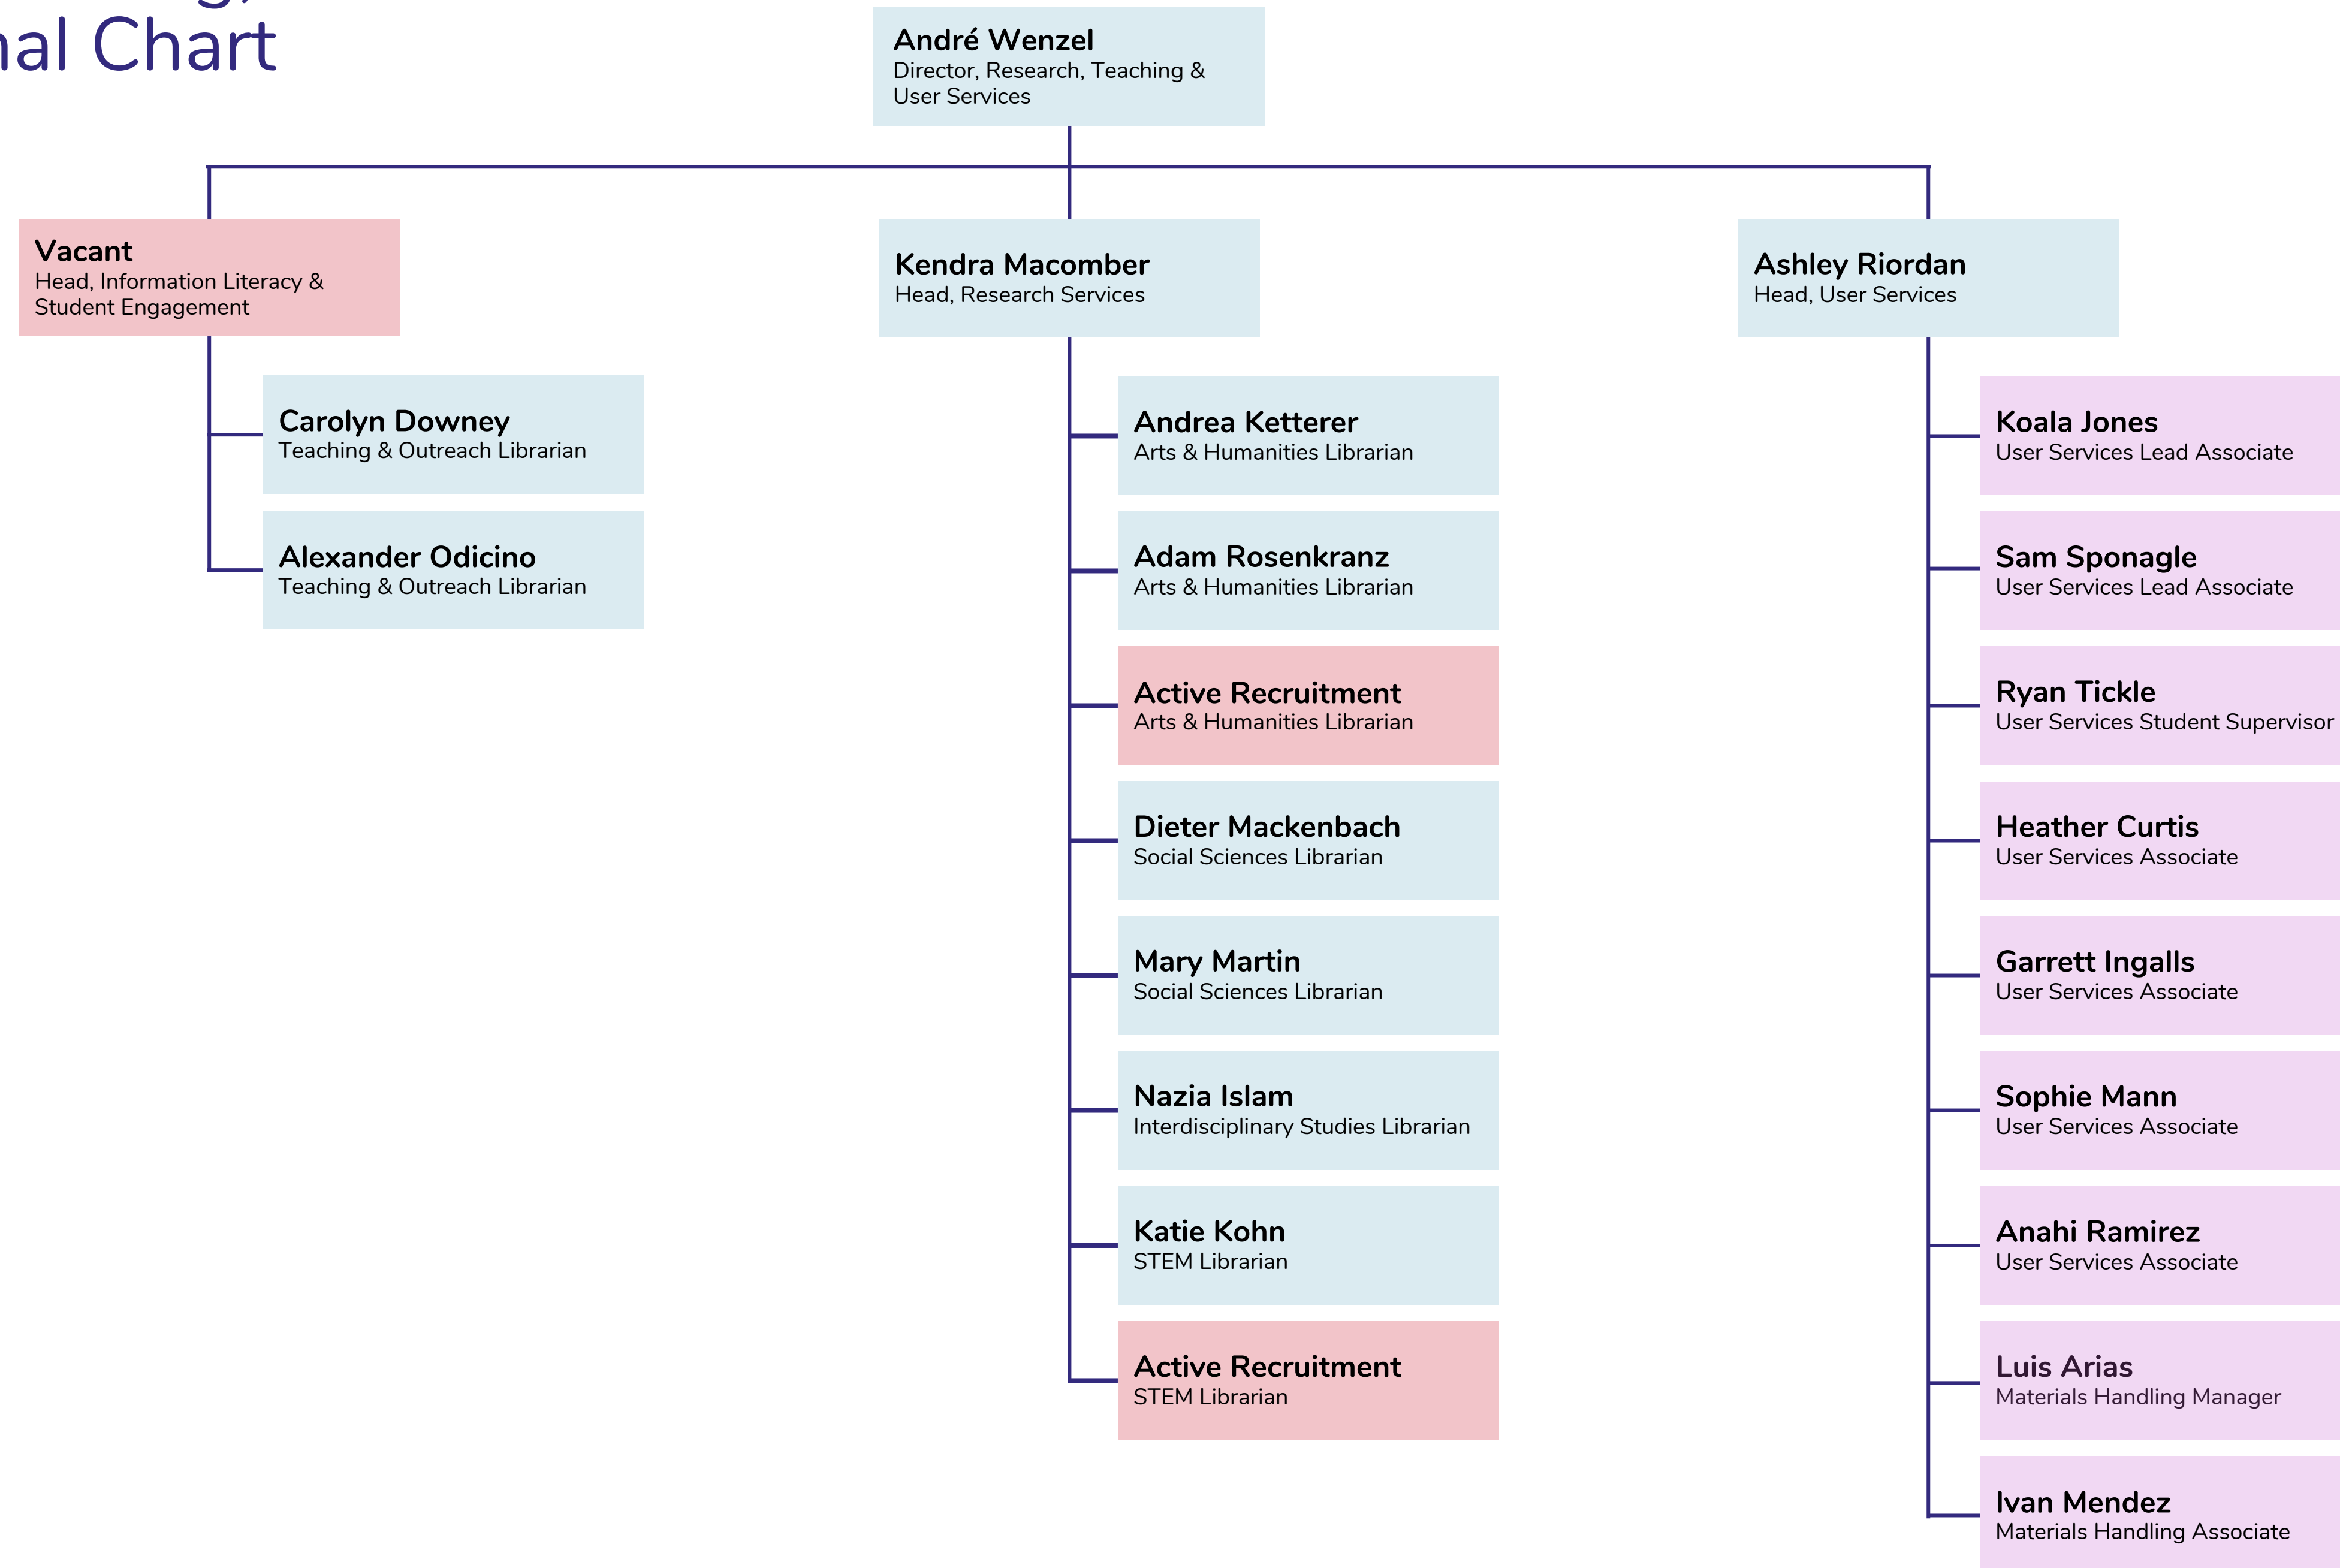 nal Chart
André Wenzel
Director, Research, Teaching &
User Services
Vacant
Head, Information Literacy &
Student Engagement
Carolyn Downey
Teaching & Outreach Librarian
Alexander Odicino
Teaching & Outreach Librarian
Kendra Macomber
Head, Research Services
Andrea Ketterer
Arts & Humanities Librarian
Adam Rosenkranz
Arts & Humanities Librarian
Active Recruitment
Arts & Humanities Librarian
Dieter Mackenbach
Social Sciences Librarian
Mary Martin
Social Sciences Librarian
Nazia Islam
Interdisciplinary Studies Librarian
Katie Kohn
STEM Librarian
Active Recruitment
STEM Librarian
Ashley Riordan
Head, User Services
Koala Jones
User Services Lead Associate
Sam Sponagle
User Services Lead Associate
Ryan Tickle
User Services Student Supervisor
Heather Curtis
User Services Associate
Garrett Ingalls
User Services Associate
Sophie Mann
User Services Associate
Anahi Ramirez
User Services Associate
Luis Arias
Materials Handling Manager
Ivan Mendez
Materials Handling Associate